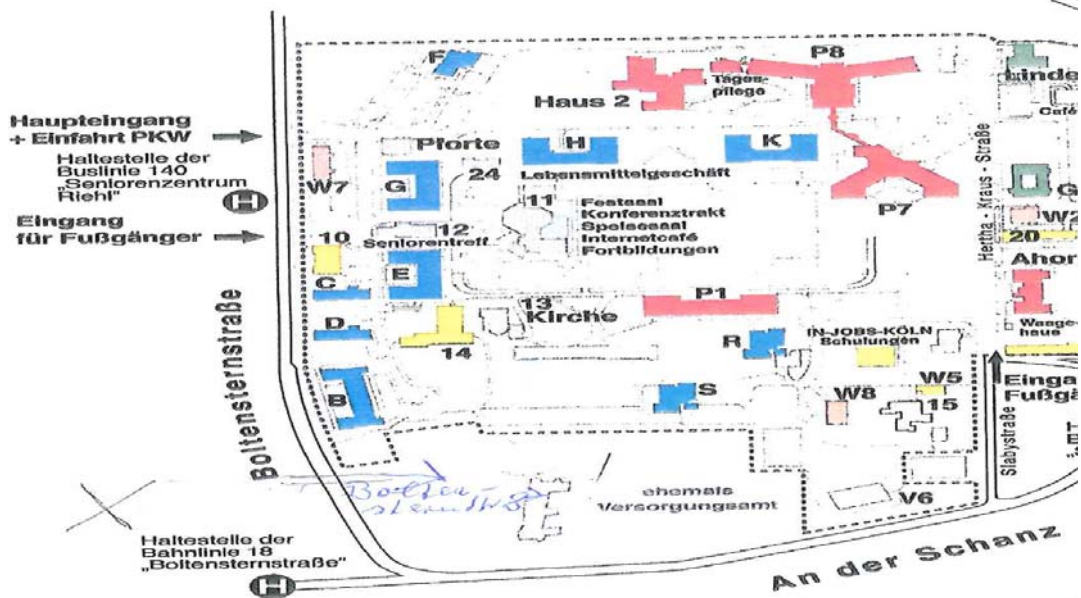 F
P8
Tages-
pflege
Linde
Café
Haus 2
Haupteingang
+ Einfahrt PKW
Pforte
H
K
Haltestelle der
Buslinie 140
„Seniorenzentrum
Riehl“
W7
24
Lebensmittelgeschäft
G
P7
Hertha - Kraus - Straße
G
H
Eingang
für Fußgänger
10
12
Seniorentreff
11
Festsaal
Konferenztrakt
Speisesaal
Internetcafé
Fortbildungen
W2
20
Ahor
C
E
13
Kirche
P1
D
14
R
IN-JOBS-KÖLN
Schulungen
Waage-
haus
B
S
W8
W5
15
Einga
Fußgä
Boltensternstraße
Slabystraße
ehemals
Versorgungsamt
V6
Haltestelle der
Bahnlinie 18
„Boltensternstraße“
H
An der Schanz